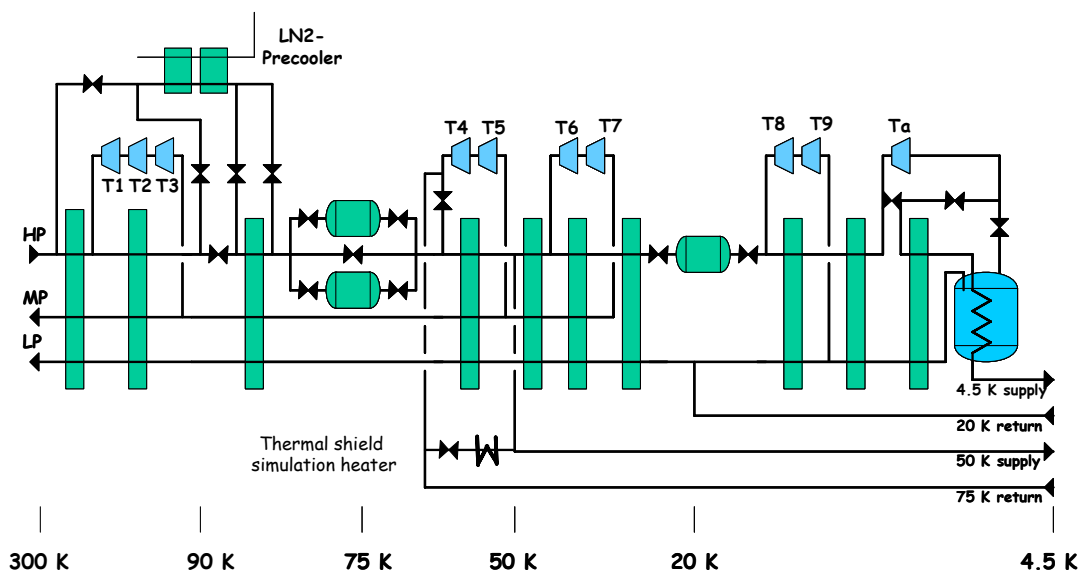 LN2-
Precooler
T4 T5 T6 T7 T8 T9 Ta
T1 T2 T3
HP
MP
LP
4.5 K supply
20 K return
Thermal shield
simulation heater
50 K supply
75 K return
300 K 90 K 75 K 50 K 20 K 4.5 K